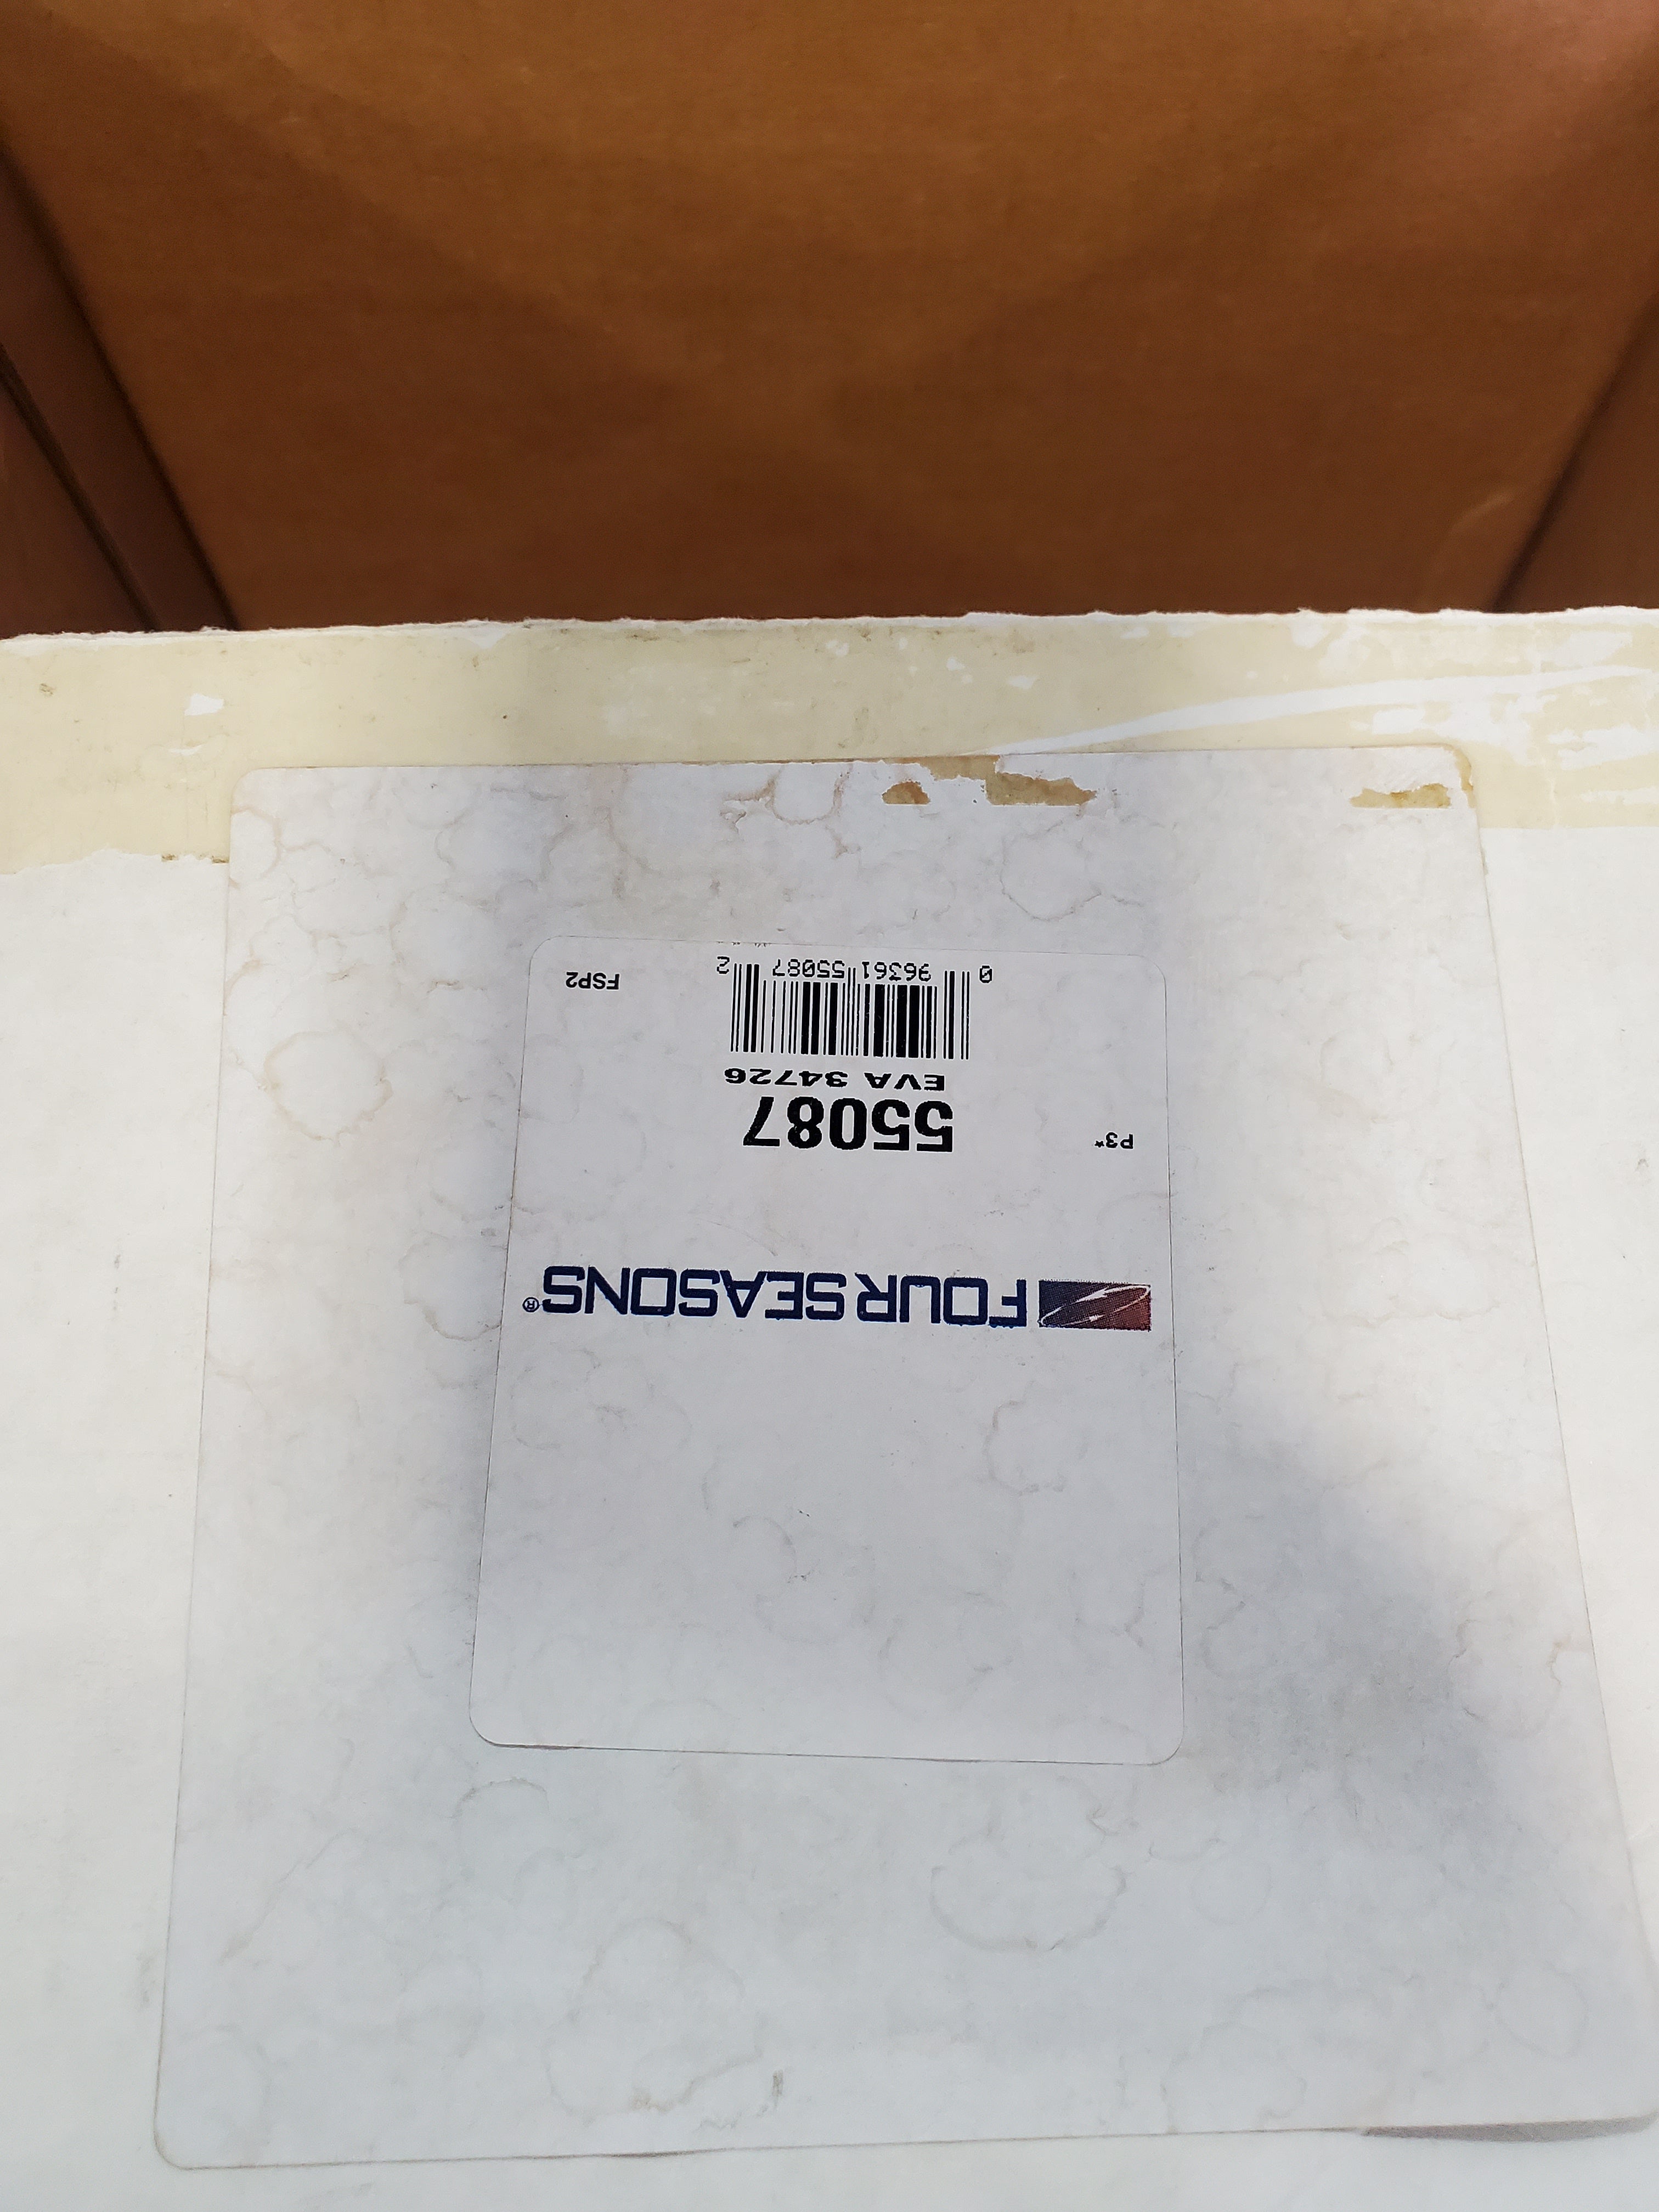 FOUR SEASONS®
P3*
55087
EVA 34726
0 96361 55087 2
FSP2